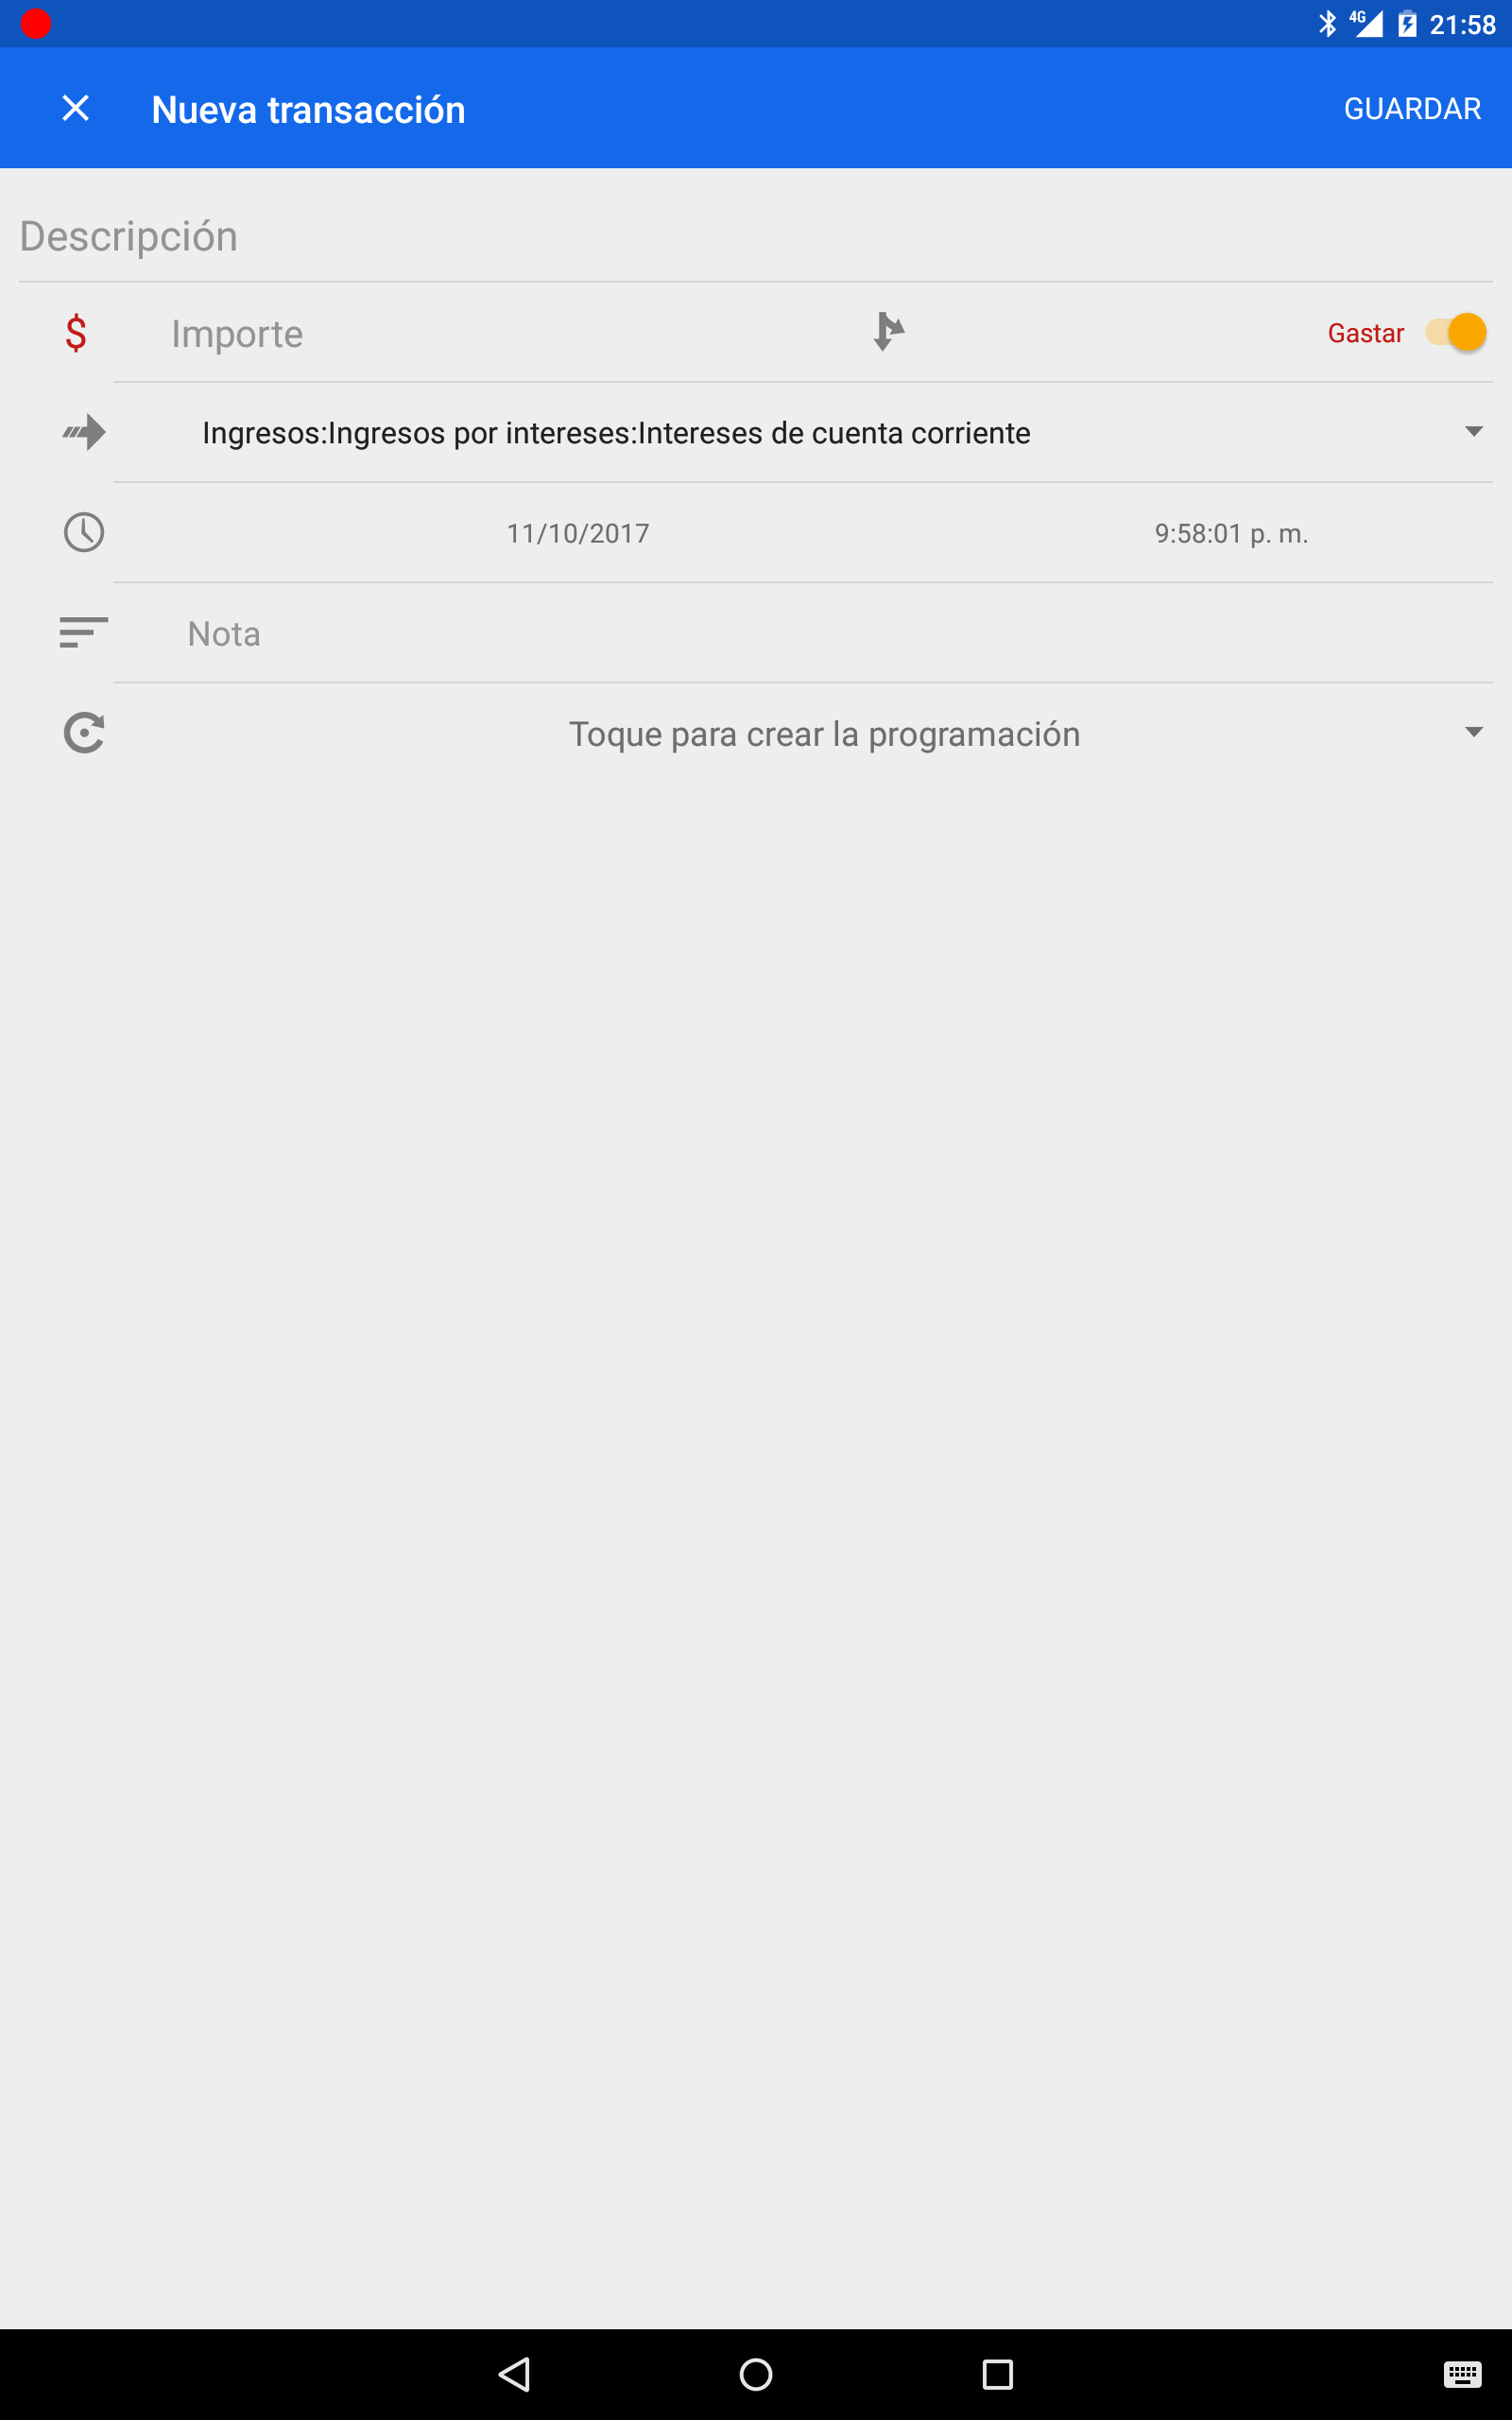 4G 21:58
Nueva transacción GUARDAR
Descripción
$ Importe Gastar
Ingresos:Ingresos por intereses:Intereses de cuenta corriente
11/10/2017 9:58:01 p. m.
Nota
Toque para crear la programación